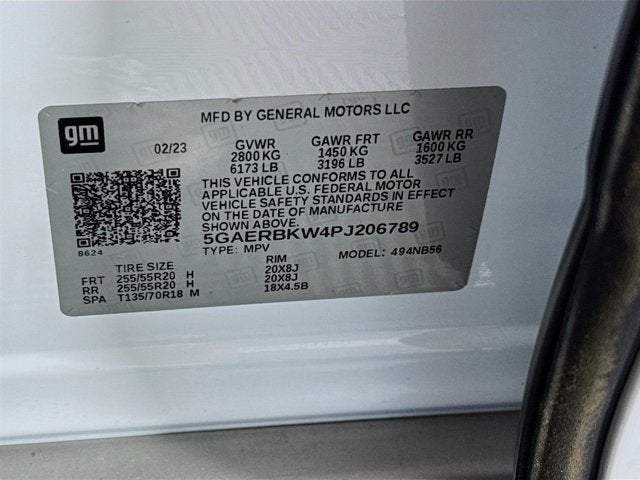 gm
MFD BY GENERAL MOTORS LLC
02/23 GVWR GAWR FRT GAWR RR
2800 KG 1450 KG 1600 KG
6173 LB 3196 LB 3527 LB
THIS VEHICLE CONFORMS TO ALL
APPLICABLE U.S. FEDERAL MOTOR
VEHICLE SAFETY STANDARDS IN EFFECT
ON THE DATE OF MANUFACTURE
SHOWN ABOVE.
5GAERBKW4PJ206789
8624
TYPE: MPV MODEL: 494NB56
TIRE SIZE RIM
FRT 255/55R20 H 20X8J
RR 255/55R20 H 20X8J
SPA T135/70R18 M 18X4.5B